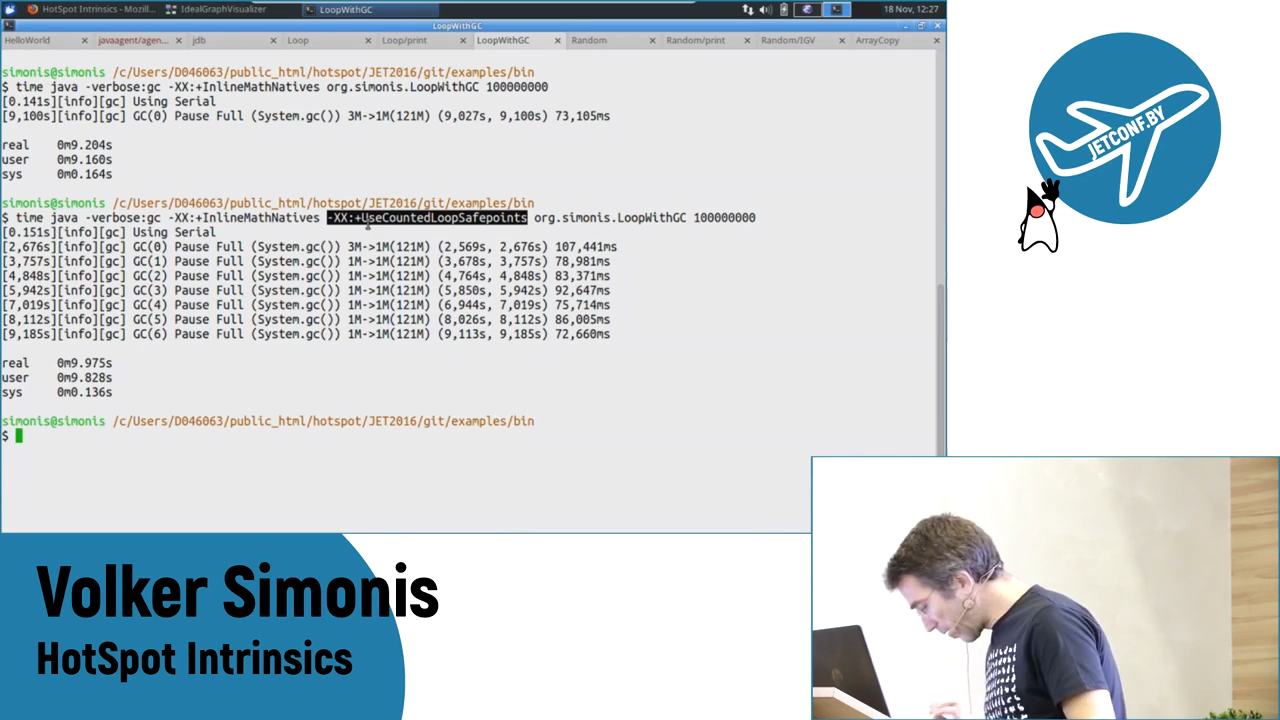 HotSpot Intrinsics - Mozill...
IdealGraphVisualizer
LoopWithGC
18 Nov, 12:27
LoopWithGC
HelloWorld
javaagent/agen...
jdb
Loop
Loop/print
LoopWithGC
Random
Random/print
Random/IGV
ArrayCopy
simonis@simonis /c/Users/D046063/public_html/hotspot/JET2016/git/examples/bin
$ time java -verbose:gc -XX:+InlineMathNatives org.simonis.LoopWithGC 100000000
[0.141s][info][gc] Using Serial
[9,100s][info][gc] GC(0) Pause Full (System.gc()) 3M->1M(121M) (9,027s, 9,100s) 73,105ms
real 0m9.204s
user 0m9.160s
sys 0m0.164s
simonis@simonis /c/Users/D046063/public_html/hotspot/JET2016/git/examples/bin
$ time java -verbose:gc -XX:+InlineMathNatives -XX:+UseCountedLoopSafepoints org.simonis.LoopWithGC 100000000
[0.151s][info][gc] Using Serial
[2,676s][info][gc] GC(0) Pause Full (System.gc()) 3M->1M(121M) (2,569s, 2,676s) 107,441ms
[3,757s][info][gc] GC(1) Pause Full (System.gc()) 1M->1M(121M) (3,678s, 3,757s) 78,981ms
[4,848s][info][gc] GC(2) Pause Full (System.gc()) 1M->1M(121M) (4,764s, 4,848s) 83,371ms
[5,942s][info][gc] GC(3) Pause Full (System.gc()) 1M->1M(121M) (5,850s, 5,942s) 92,647ms
[7,019s][info][gc] GC(4) Pause Full (System.gc()) 1M->1M(121M) (6,944s, 7,019s) 75,714ms
[8,112s][info][gc] GC(5) Pause Full (System.gc()) 1M->1M(121M) (8,026s, 8,112s) 86,005ms
[9,185s][info][gc] GC(6) Pause Full (System.gc()) 1M->1M(121M) (9,113s, 9,185s) 72,660ms
real 0m9.975s
user 0m9.828s
sys 0m0.136s
simonis@simonis /c/Users/D046063/public_html/hotspot/JET2016/git/examples/bin
$
JETCONF.BY
Volker Simonis
HotSpot Intrinsics